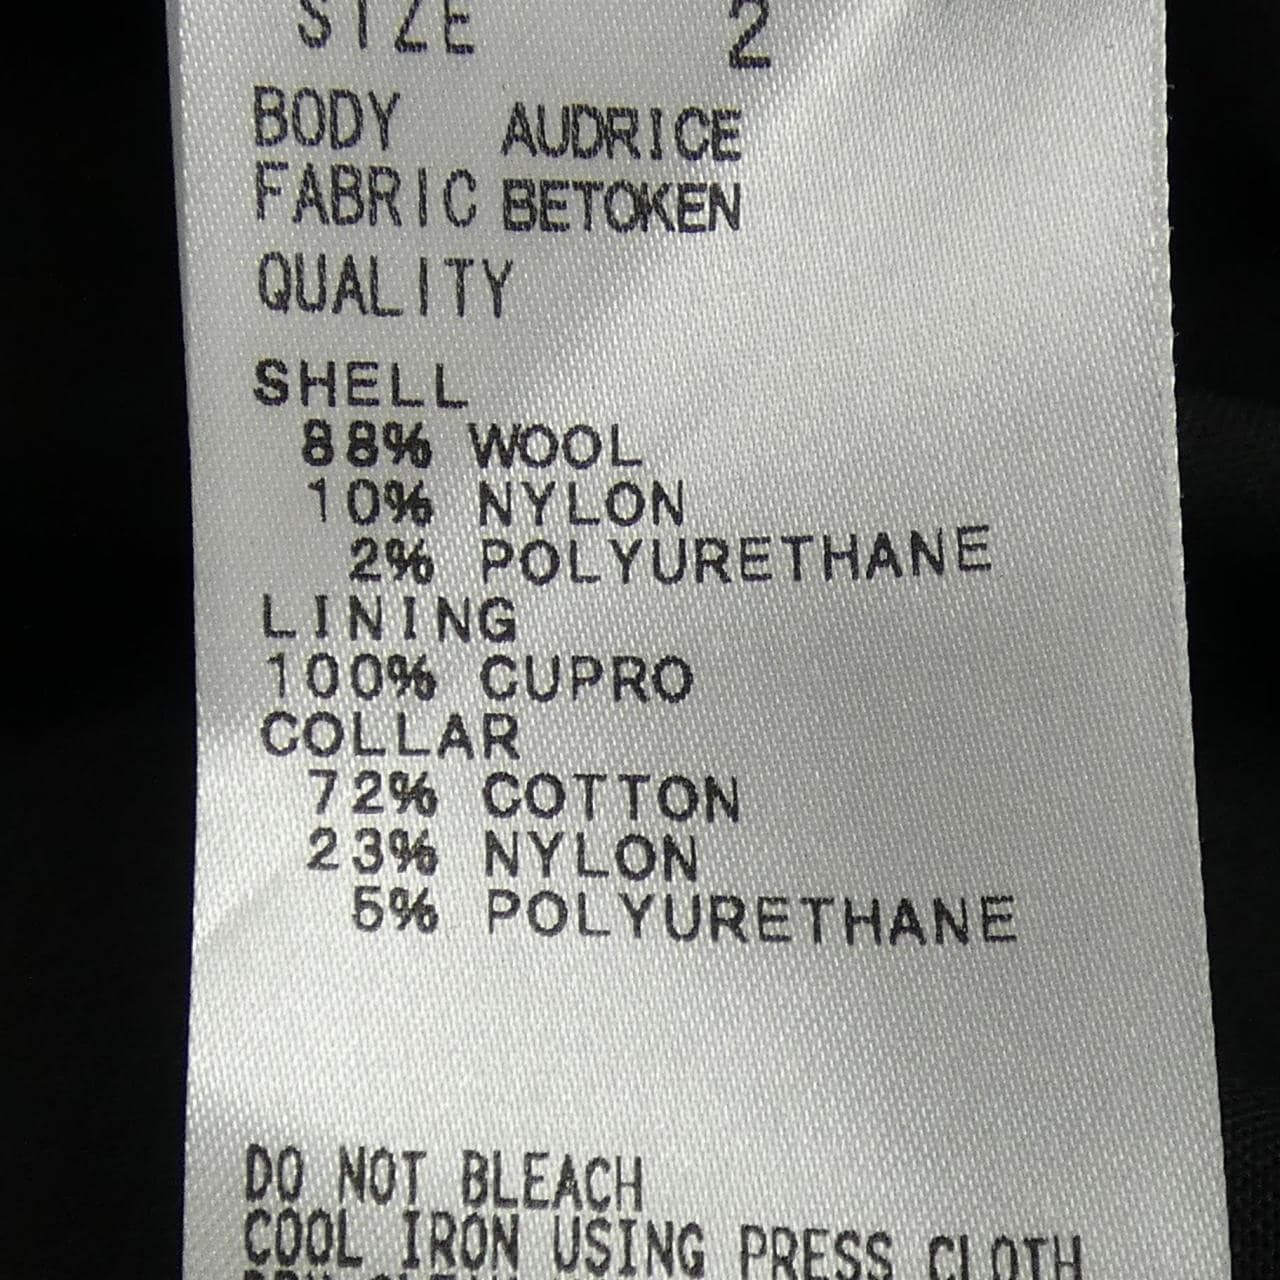 SIZE 2
BODY AUDRICE
FABRIC BETOKEN
QUALITY
SHELL
88% WOOL
10% NYLON
2% POLYURETHANE
LINING
100% CUPRO
COLLAR
72% COTTON
23% NYLON
5% POLYURETHANE
DO NOT BLEACH
COOL IRON USING PRESS CLOTH